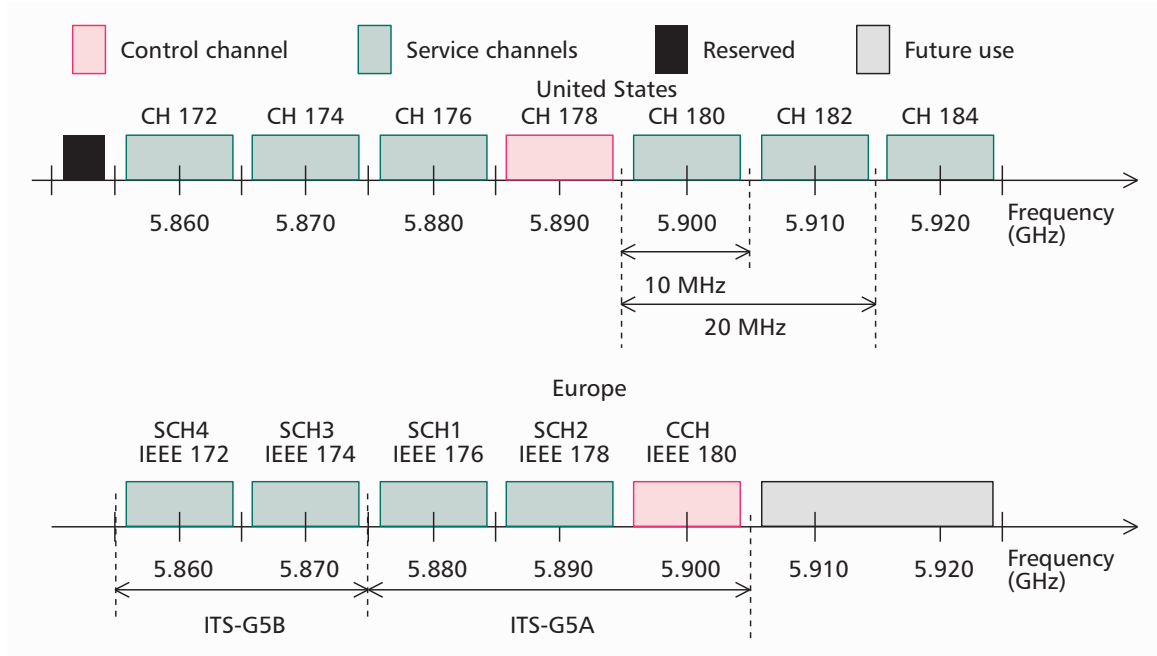 Control channel
Service channels
Reserved
Future use
United States
CH 172
CH 174
CH 176
CH 178
CH 180
CH 182
CH 184
5.860
5.870
5.880
5.890
5.900
5.910
5.920
Frequency
(GHz)
10 MHz
20 MHz
Europe
SCH4
IEEE 172
SCH3
IEEE 174
SCH1
IEEE 176
SCH2
IEEE 178
CCH
IEEE 180
5.860
5.870
5.880
5.890
5.900
5.910
5.920
Frequency
(GHz)
ITS-G5B
ITS-G5A